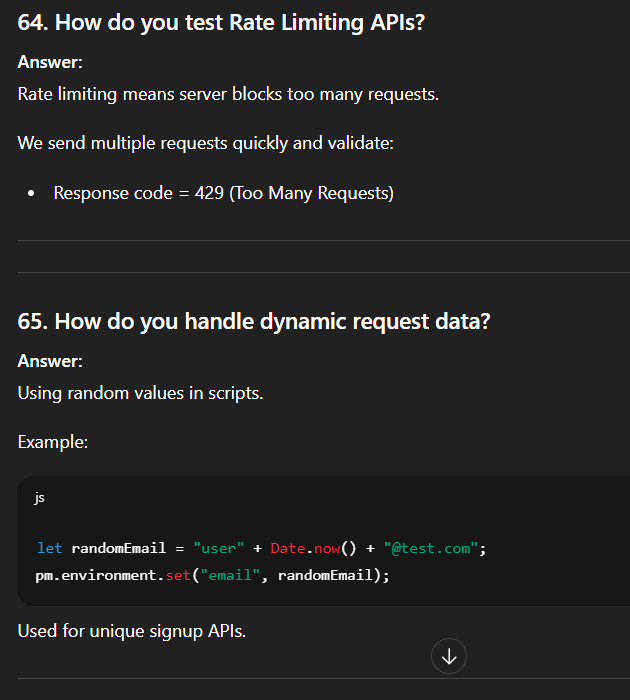 64. How do you test Rate Limiting APIs?
Answer:
Rate limiting means server blocks too many requests.
We send multiple requests quickly and validate:
• Response code = 429 (Too Many Requests)
65. How do you handle dynamic request data?
Answer:
Using random values in scripts.
Example:
js
let randomEmail = "user" + Date.now() + "@test.com";
pm.environment.set("email", randomEmail);
Used for unique signup APIs.